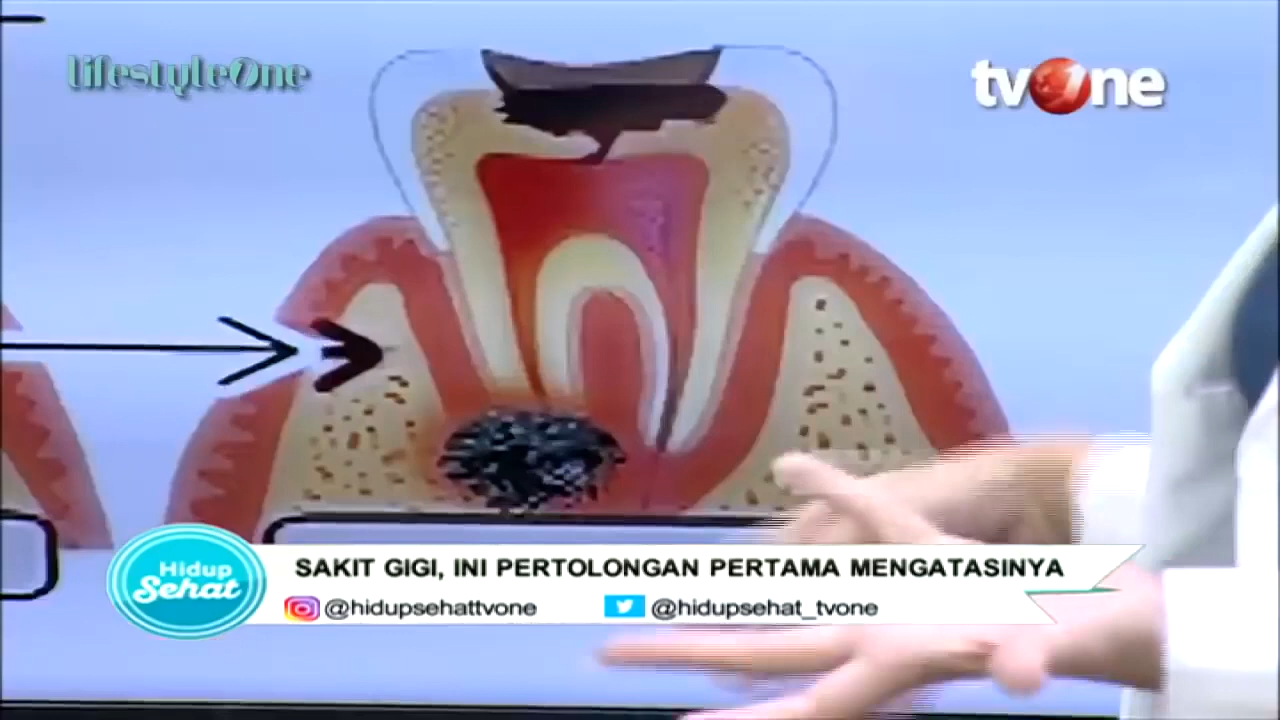 lifestyleOne
tvOne
Hidup
Sehat
SAKIT GIGI, INI PERTOLONGAN PERTAMA MENGATASINYA
@hidupsehattvone
@hidupsehat_tvone